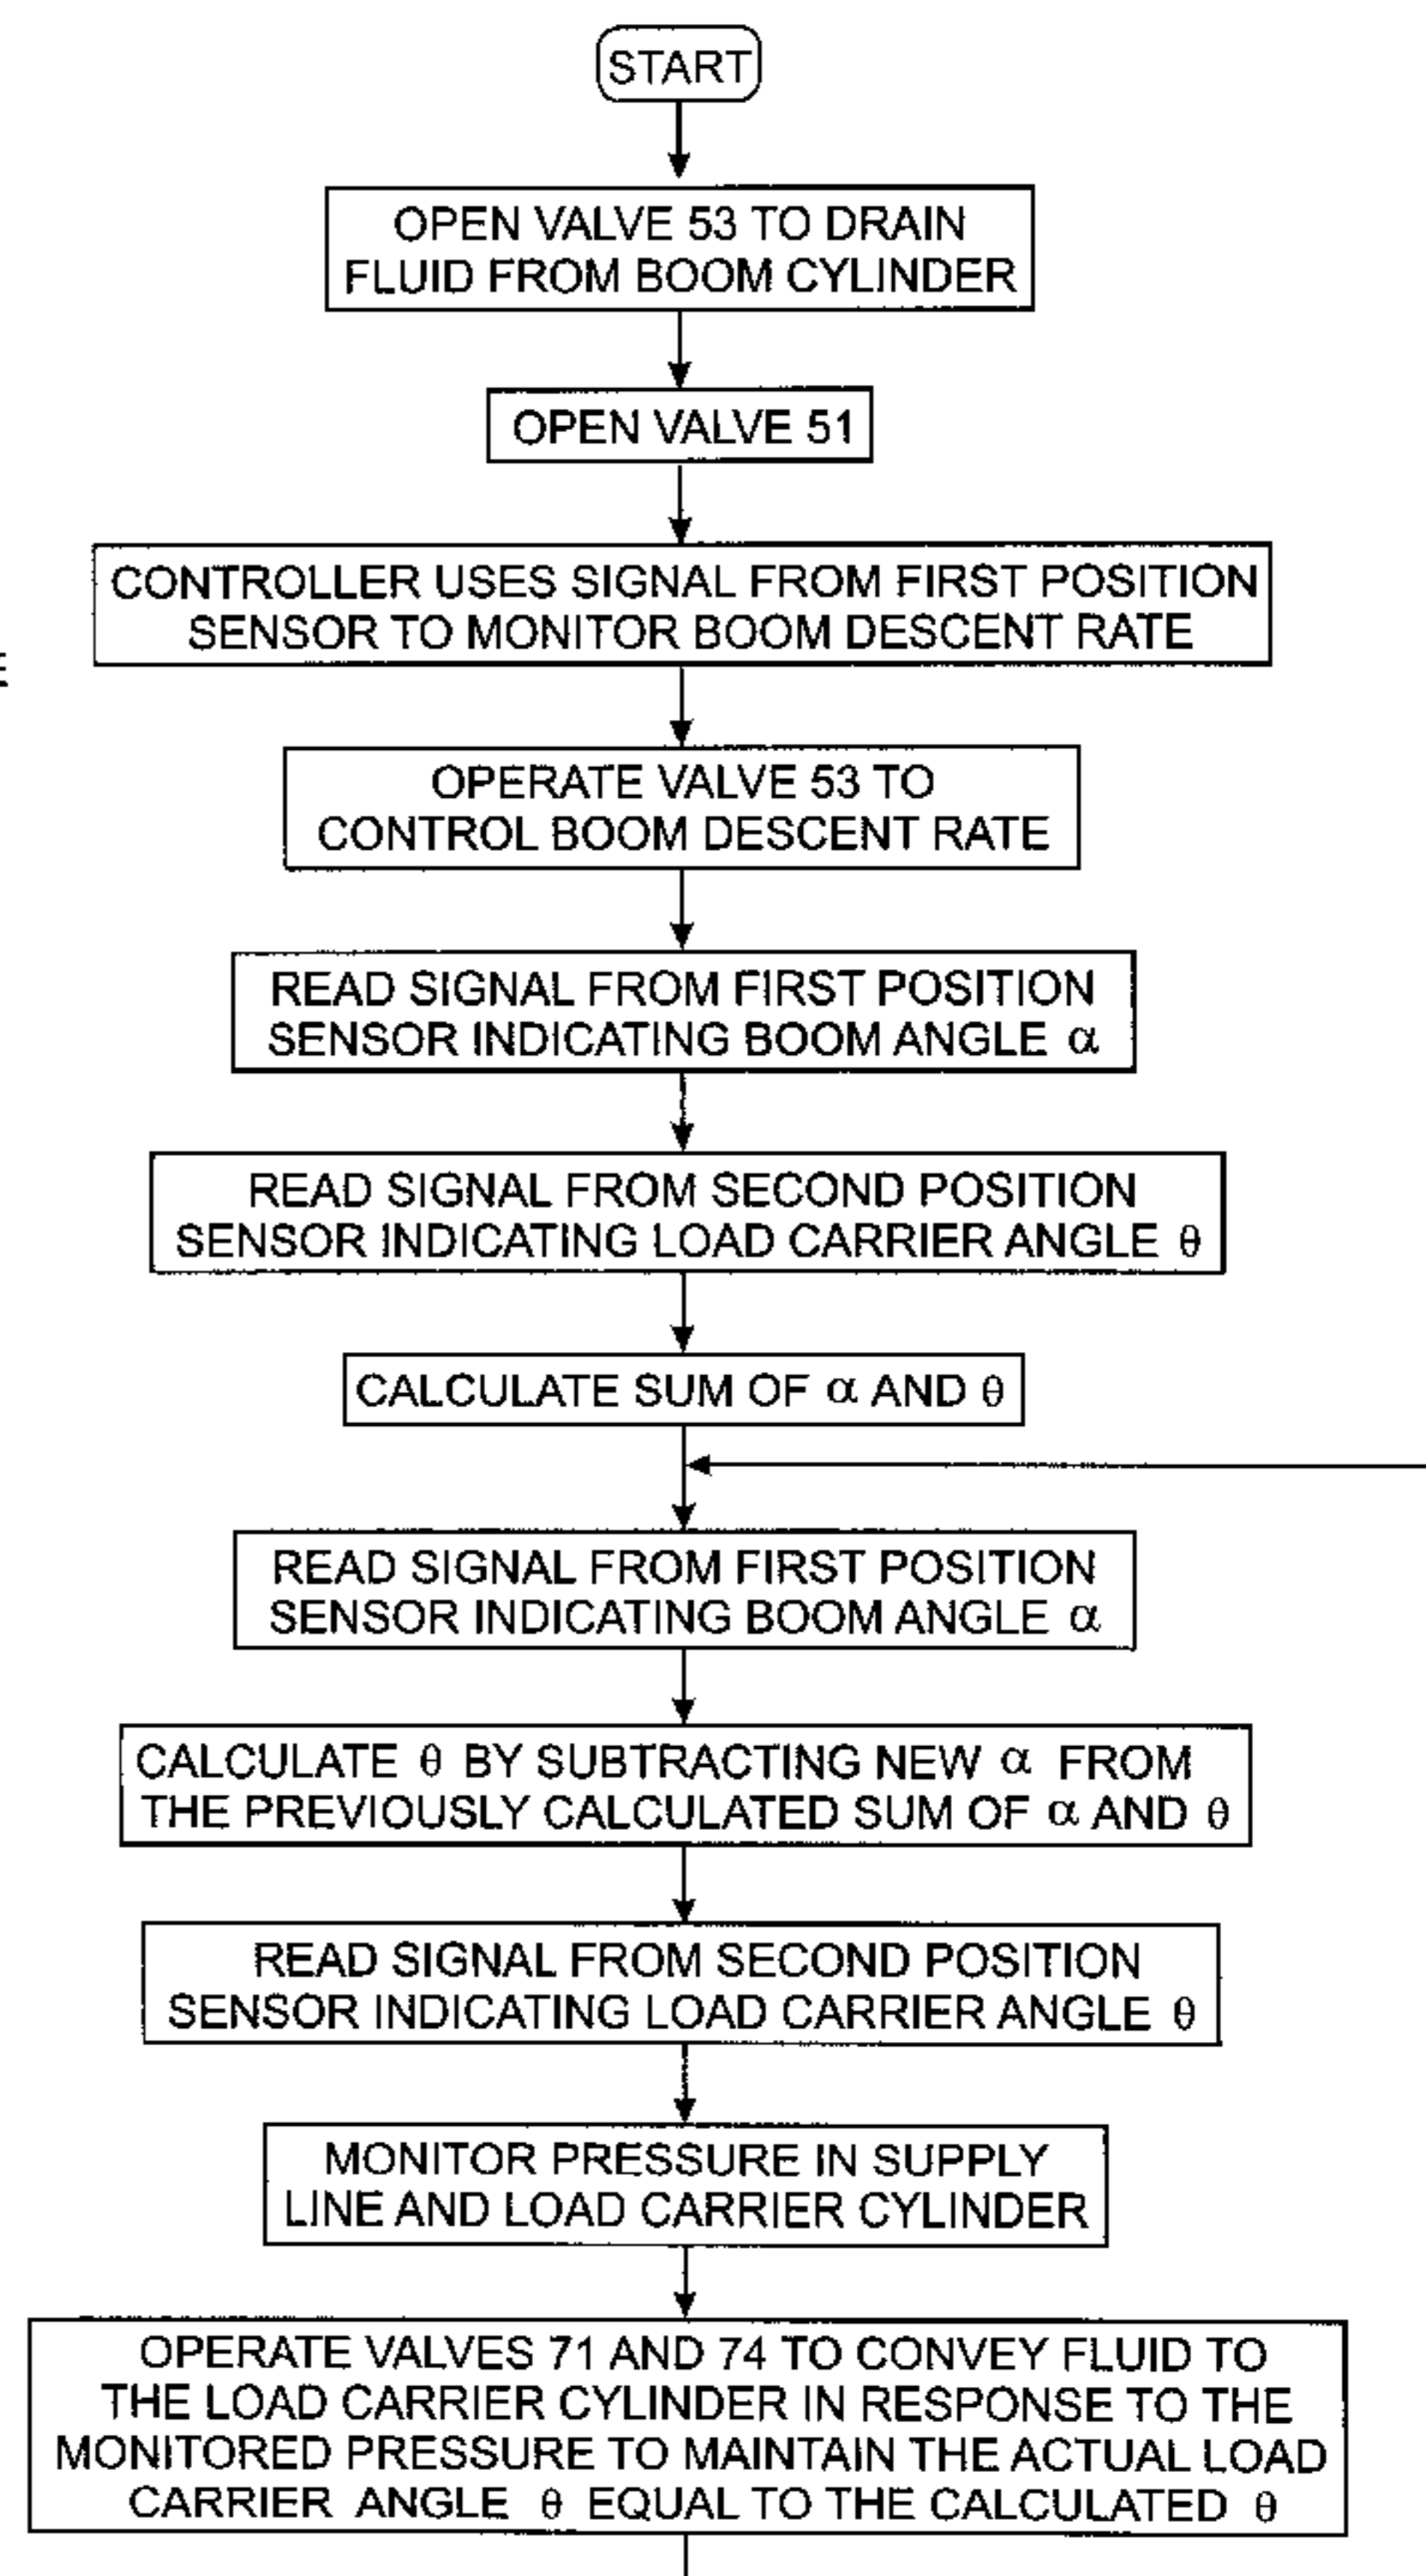 START
OPEN VALVE 53 TO DRAIN
FLUID FROM BOOM CYLINDER
OPEN VALVE 51
CONTROLLER USES SIGNAL FROM FIRST POSITION
SENSOR TO MONITOR BOOM DESCENT RATE
E
OPERATE VALVE 53 TO
CONTROL BOOM DESCENT RATE
READ SIGNAL FROM FIRST POSITION
SENSOR INDICATING BOOM ANGLE α
READ SIGNAL FROM SECOND POSITION
SENSOR INDICATING LOAD CARRIER ANGLE θ
CALCULATE SUM OF α AND θ
READ SIGNAL FROM FIRST POSITION
SENSOR INDICATING BOOM ANGLE α
CALCULATE θ BY SUBTRACTING NEW α FROM
THE PREVIOUSLY CALCULATED SUM OF α AND θ
READ SIGNAL FROM SECOND POSITION
SENSOR INDICATING LOAD CARRIER ANGLE θ
MONITOR PRESSURE IN SUPPLY
LINE AND LOAD CARRIER CYLINDER
OPERATE VALVES 71 AND 74 TO CONVEY FLUID TO
THE LOAD CARRIER CYLINDER IN RESPONSE TO THE
MONITORED PRESSURE TO MAINTAIN THE ACTUAL LOAD
CARRIER ANGLE θ EQUAL TO THE CALCULATED θ